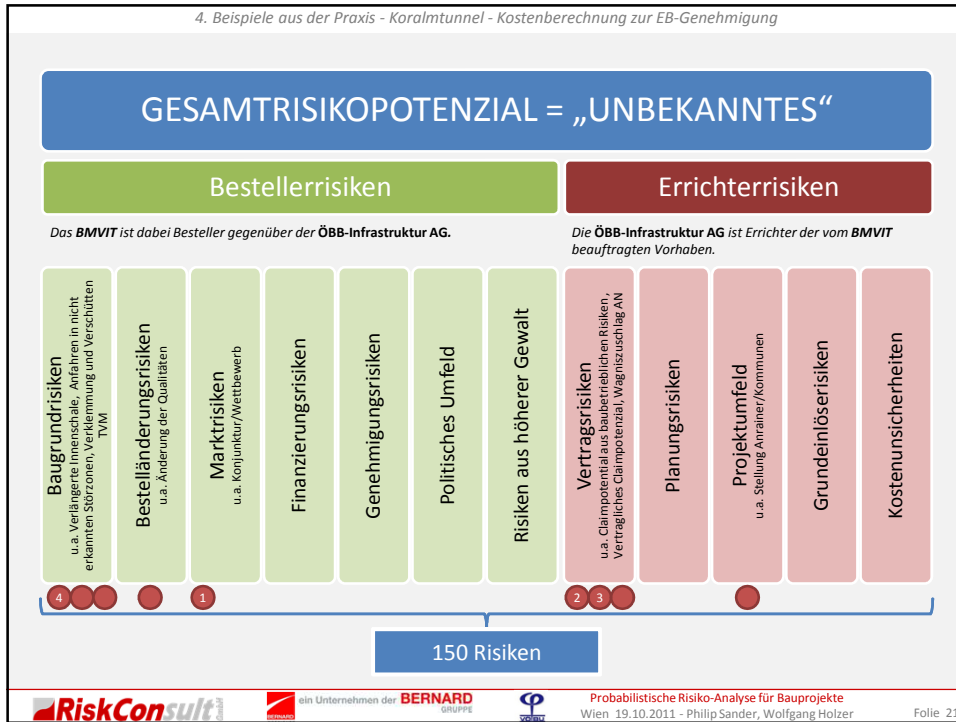 4. Beispiele aus der Praxis - Koralmtunnel - Kostenberechnung zur EB-Genehmigung
GESAMTRISIKOPOTENZIAL = „UNBEKANNTES“
Bestellerrisiken
Errichterrisiken
Das BMVIT ist dabei Besteller gegenüber der ÖBB-Infrastruktur AG.
Die ÖBB-Infrastruktur AG ist Errichter der vom BMVIT
beauftragten Vorhaben.
Baugrundrisiken
u.a. Verlängerte Innenschale, Anfahren in nicht
erkannten Störzonen, Verklemmung und Verschütten
TVM
Bestelländerungsrisiken
u.a. Änderung der Qualitäten
Marktrisiken
u.a. Konjunktur/Wettbewerb
Finanzierungsrisiken
Genehmigungsrisiken
Politisches Umfeld
Risiken aus höherer Gewalt
Vertragsrisiken
u.a. Claimpotential aus baubetrieblichen Risiken ,
Vertragliches Claimpotenzial, Wagniszuschlag AN
Planungsrisiken
Projektumfeld
u.a. Stellung Anrainer/Kommunen
Grundeinlöserisiken
Kostenunsicherheiten
4
1
2
3
150 Risiken
RiskConsult GmbH
BERNARD
ein Unternehmen der BERNARD
GRUPPE
Probabilistische Risiko-Analyse für Bauprojekte
Wien 19.10.2011 - Philip Sander, Wolfgang Holzer
Folie 21